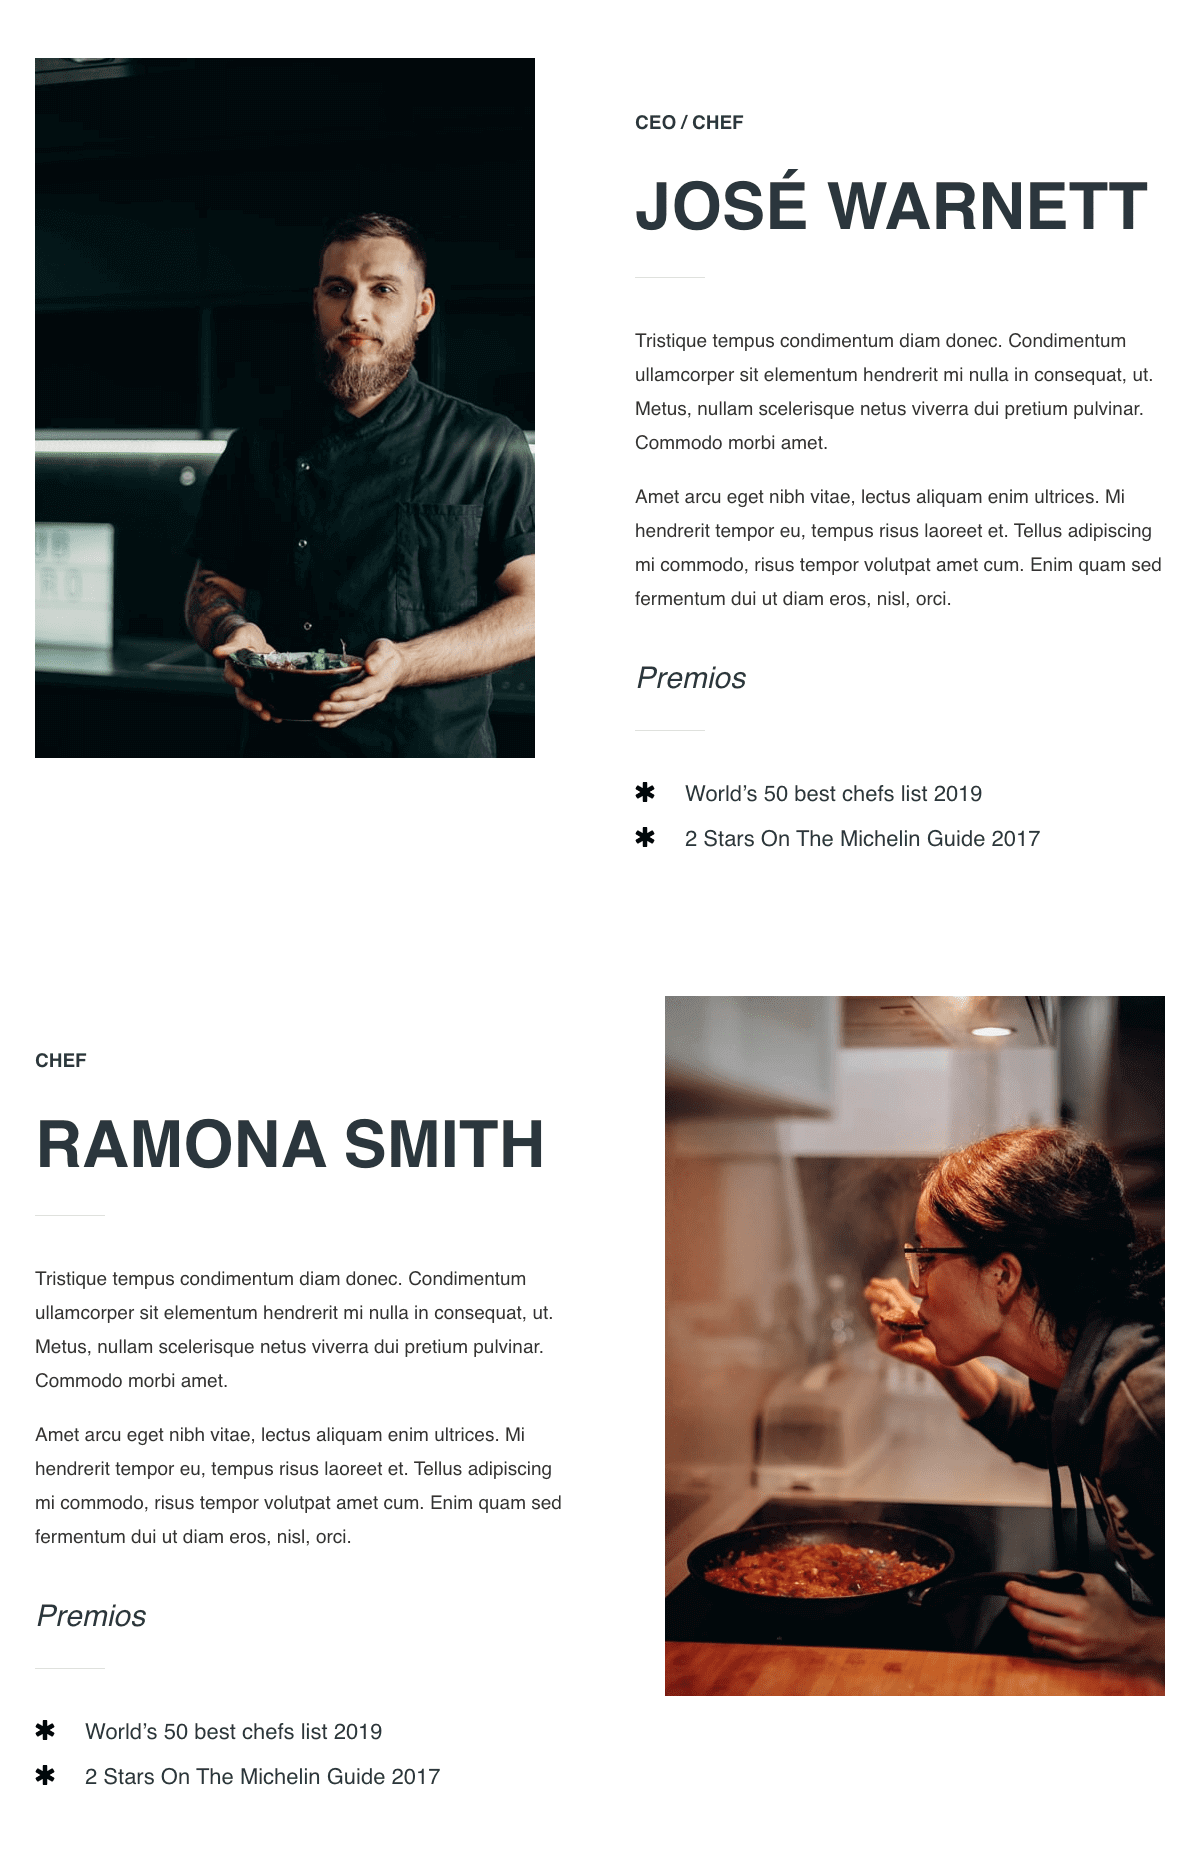 CEO / CHEF
JOSÉ WARNETT
Tristique tempus condimentum diam donec. Condimentum
ullamcorper sit elementum hendrerit mi nulla in consequat, ut.
Metus, nullam scelerisque netus viverra dui pretium pulvinar.
Commodo morbi amet.
Amet arcu eget nibh vitae, lectus aliquam enim ultrices. Mi
hendrerit tempor eu, tempus risus laoreet et. Tellus adipiscing
mi commodo, risus tempor volutpat amet cum. Enim quam sed
fermentum dui ut diam eros, nisl, orci.
Premios
✱ World’s 50 best chefs list 2019
✱ 2 Stars On The Michelin Guide 2017
CHEF
RAMONA SMITH
Tristique tempus condimentum diam donec. Condimentum
ullamcorper sit elementum hendrerit mi nulla in consequat, ut.
Metus, nullam scelerisque netus viverra dui pretium pulvinar.
Commodo morbi amet.
Amet arcu eget nibh vitae, lectus aliquam enim ultrices. Mi
hendrerit tempor eu, tempus risus laoreet et. Tellus adipiscing
mi commodo, risus tempor volutpat amet cum. Enim quam sed
fermentum dui ut diam eros, nisl, orci.
Premios
✱ World’s 50 best chefs list 2019
✱ 2 Stars On The Michelin Guide 2017